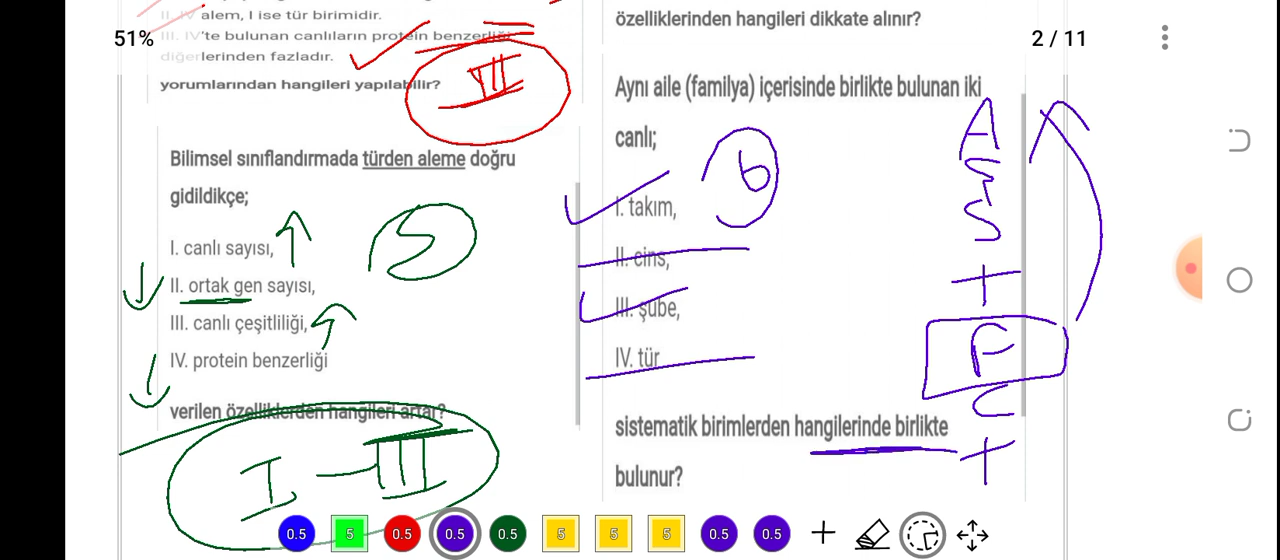 II. IV alem, I ise tür birimidir.
51%
III. IV'te bulunan canlıların protein benzerliği
diğerlerinden fazladır.
yorumlarından hangileri yapılabilir?
III
Bilimsel sınıflandırmada türden aleme doğru
gidildikçe;
5
I. canlı sayısı,
II. ortak gen sayısı,
III. canlı çeşitliliği,
IV. protein benzerliği
verilen özelliklerden hangileri artar?
I - III
özelliklerinden hangileri dikkate alınır?
2 / 11
Aynı aile (familya) içerisinde birlikte bulunan iki
canlı;
6
I. takım,
II. cins,
III. şube,
IV. tür
sistematik birimlerden hangilerinde birlikte
bulunur?
A
Ş
S
T
F
C
T
0.5 5 0.5 0.5 0.5 5 5 5 0.5 0.5